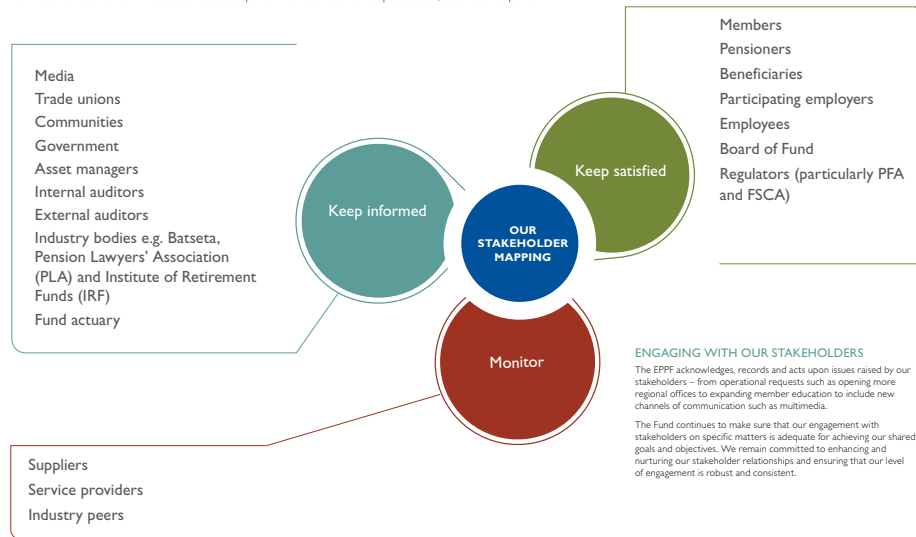 Media
Trade unions
Communities
Government
Asset managers
Internal auditors
External auditors
Industry bodies e.g. Batseta,
Pension Lawyers’ Association
(PLA) and Institute of Retirement
Funds (IRF)
Fund actuary
Keep informed
OUR
STAKEHOLDER
MAPPING
Keep satisfied
Members
Pensioners
Beneficiaries
Participating employers
Employees
Board of Fund
Regulators (particularly PFA
and FSCA)
Monitor
Suppliers
Service providers
Industry peers
ENGAGING WITH OUR STAKEHOLDERS
The EPPF acknowledges, records and acts upon issues raised by our
stakeholders – from operational requests such as opening more
regional offices to expanding member education to include new
channels of communication such as multimedia.
The Fund continues to make sure that our engagement with
stakeholders on specific matters is adequate for achieving our shared
goals and objectives. We remain committed to enhancing and
nurturing our stakeholder relationships and ensuring that our level
of engagement is robust and consistent.